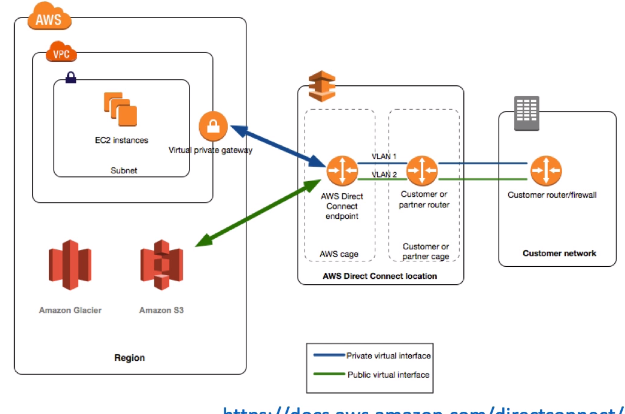 AWS
VPC
EC2 instances
Subnet
Virtual private gateway
Amazon Glacier
Amazon S3
Region
VLAN 1
VLAN 2
AWS Direct
Connect
endpoint
AWS cage
Customer or
partner router
Customer or
partner cage
AWS Direct Connect location
Customer router/firewall
Customer network
Private virtual interface
Public virtual interface
https://docs.aws.amazon.com/directconnect/